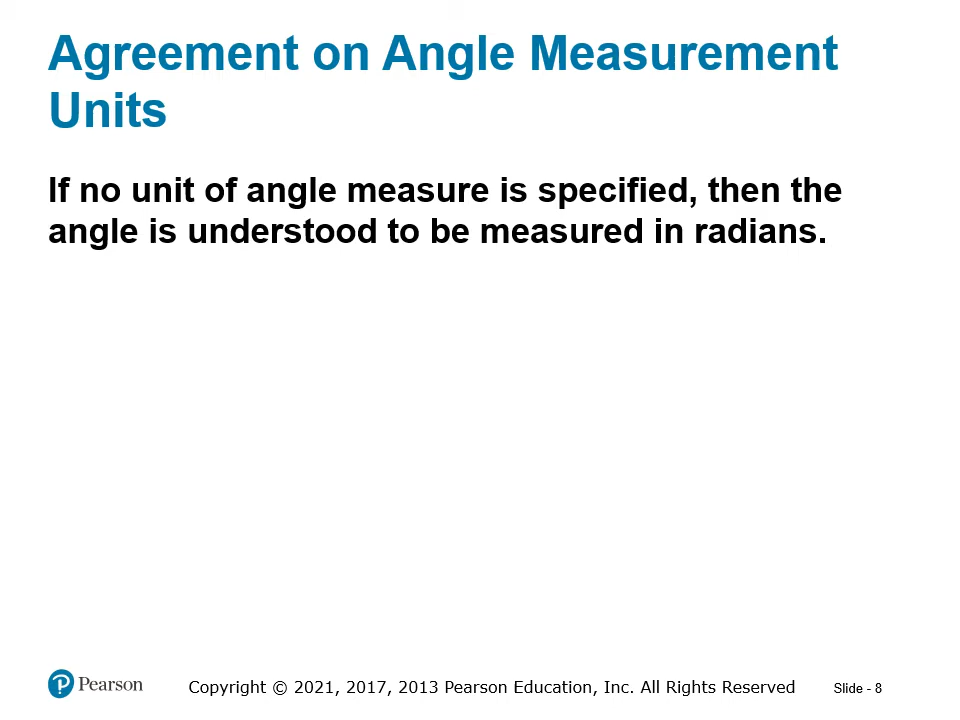 Agreement on Angle Measurement
Units
If no unit of angle measure is specified, then the
angle is understood to be measured in radians.
Pearson
Copyright © 2021, 2017, 2013 Pearson Education, Inc. All Rights Reserved
Slide - 8